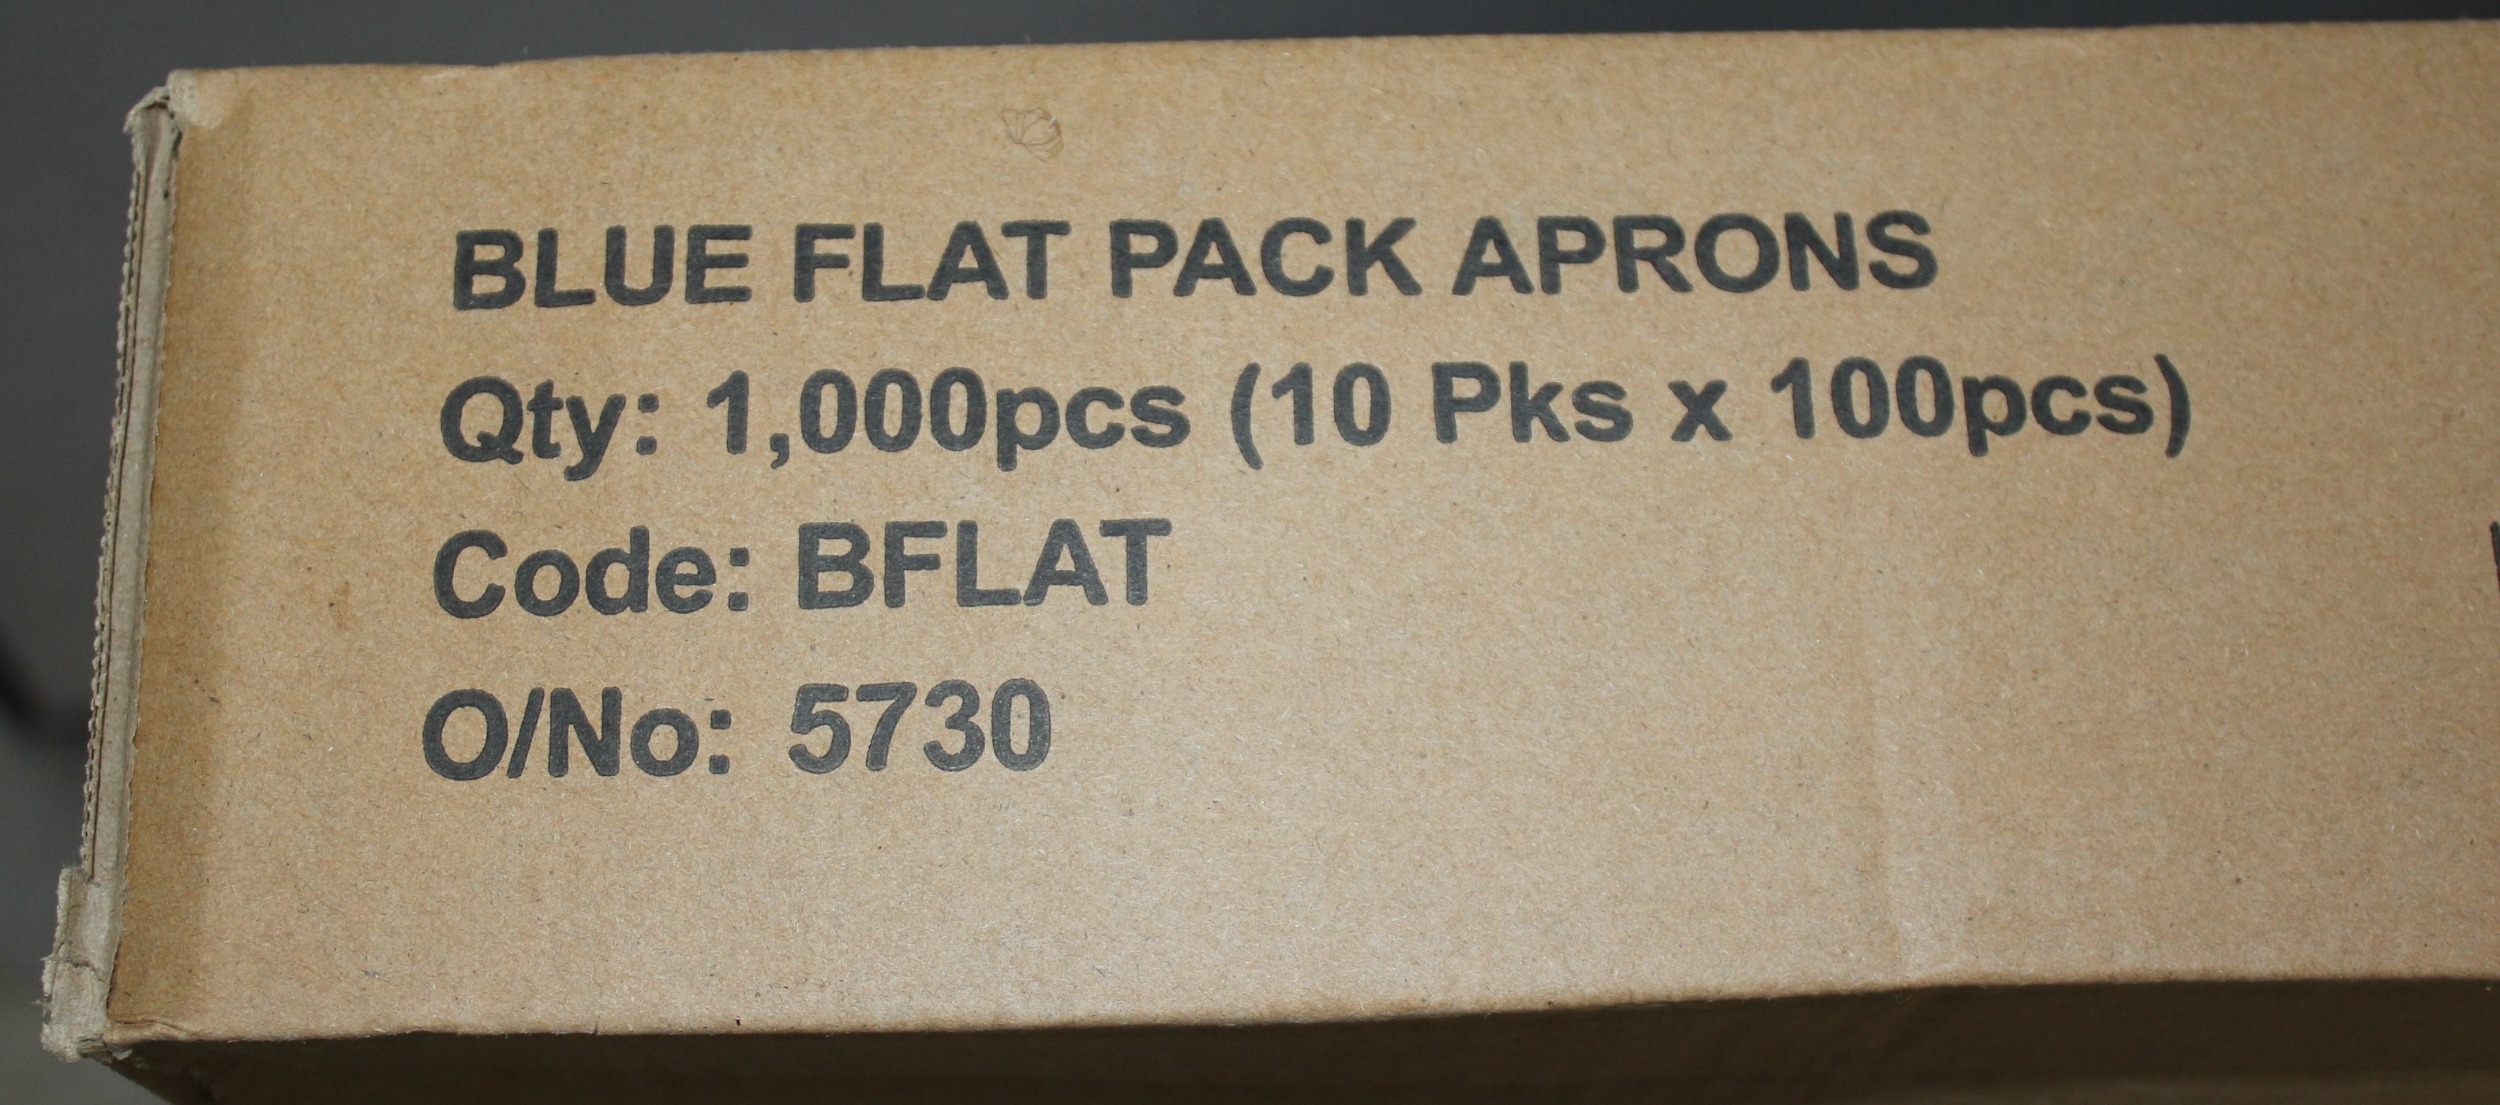 BLUE FLAT PACK APRONS
Qty: 1,000pcs (10 Pks x 100pcs)
Code: BFLAT
O/No: 5730